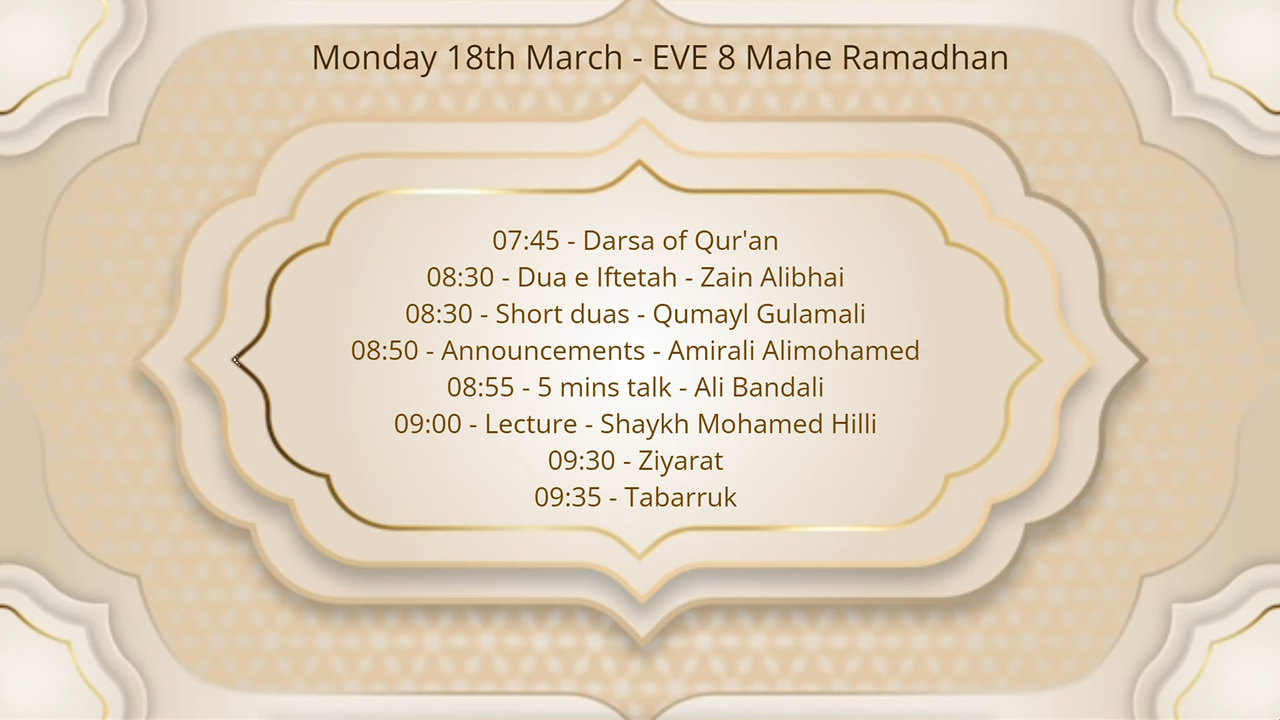 Monday 18th March - EVE 8 Mahe Ramadhan
07:45 - Darsa of Qur'an
08:30 - Dua e Iftetah - Zain Alibhai
08:30 - Short duas - Qumayl Gulamali
08:50 - Announcements - Amirali Alimohamed
08:55 - 5 mins talk - Ali Bandali
09:00 - Lecture - Shaykh Mohamed Hilli
09:30 - Ziyarat
09:35 - Tabarruk